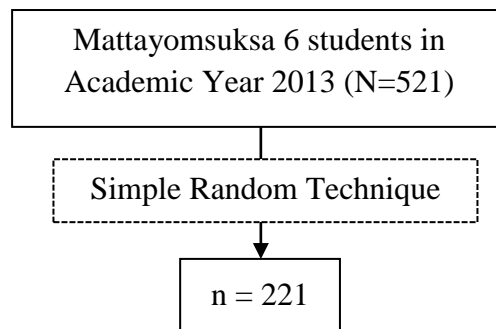 Mattayomsuksa 6 students in
Academic Year 2013 (N=521)
Simple Random Technique
n = 221